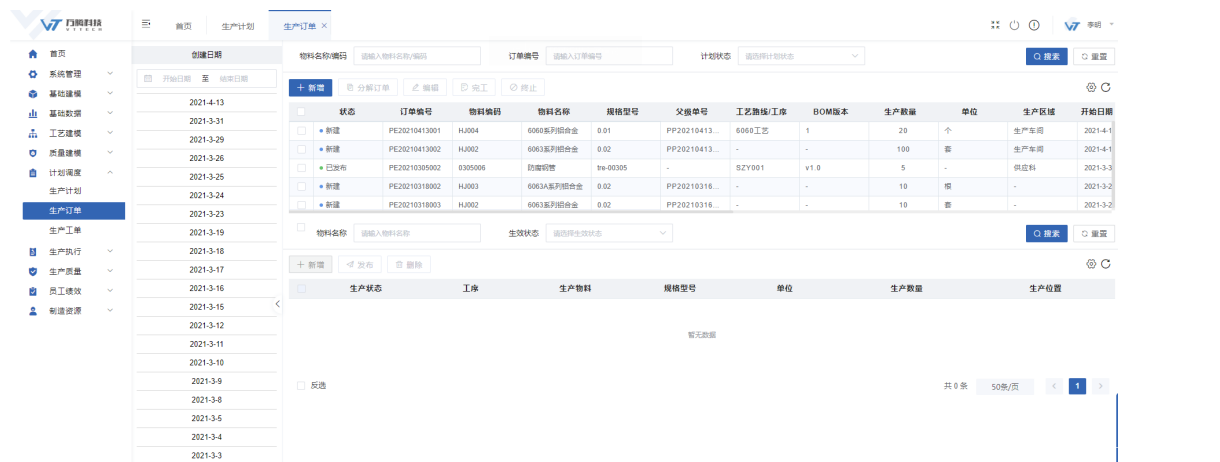 万腾科技
VTTECH
首页 生产计划 生产订单 ×
李明
首页
系统管理
基础建模
基础数据
工艺建模
质量建模
计划调度
生产计划
生产订单
生产工单
生产执行
生产质量
员工绩效
制造资源
创建日期
开始日期 至 结束日期
2021-4-13
2021-3-31
2021-3-29
2021-3-26
2021-3-25
2021-3-24
2021-3-23
2021-3-19
2021-3-18
2021-3-17
2021-3-16
2021-3-15
2021-3-12
2021-3-11
2021-3-10
2021-3-9
2021-3-8
2021-3-5
2021-3-4
2021-3-3
物料名称/编码 请输入物料名称/编码 订单编号 请输入订单编号 计划状态 请选择计划状态 搜索 重置
+ 新增 分解订单 编辑 完工 终止
状态 订单编号 物料编码 物料名称 规格型号 父级单号 工艺路线/工序 BOM版本 生产数量 单位 生产区域 开始日期
新建 PE20210413001 HJ004 6060系列铝合金 0.01 PP20210413... 6060工艺 1 20 个 生产车间 2021-4-1
新建 PE20210413002 HJ002 6063系列铝合金 0.02 PP20210413... - - 100 套 生产车间 2021-4-1
已发布 PE20210305002 0305006 防腐钢管 tre-00305 - SZY001 v1.0 5 - 供应科 2021-3-3
新建 PE20210318002 HJ003 6063A系列铝合金 0.02 PP20210316... - - 10 根 - 2021-3-2
新建 PE20210318003 HJ002 6063系列铝合金 0.02 PP20210316... - - 10 套 - 2021-3-2
物料名称 请输入物料名称 生效状态 请选择生效状态 搜索 重置
+ 新增 发布 删除
生产状态 工序 生产物料 规格型号 单位 生产数量 生产位置
暂无数据
反选 共 0 条 50条/页 < 1 >